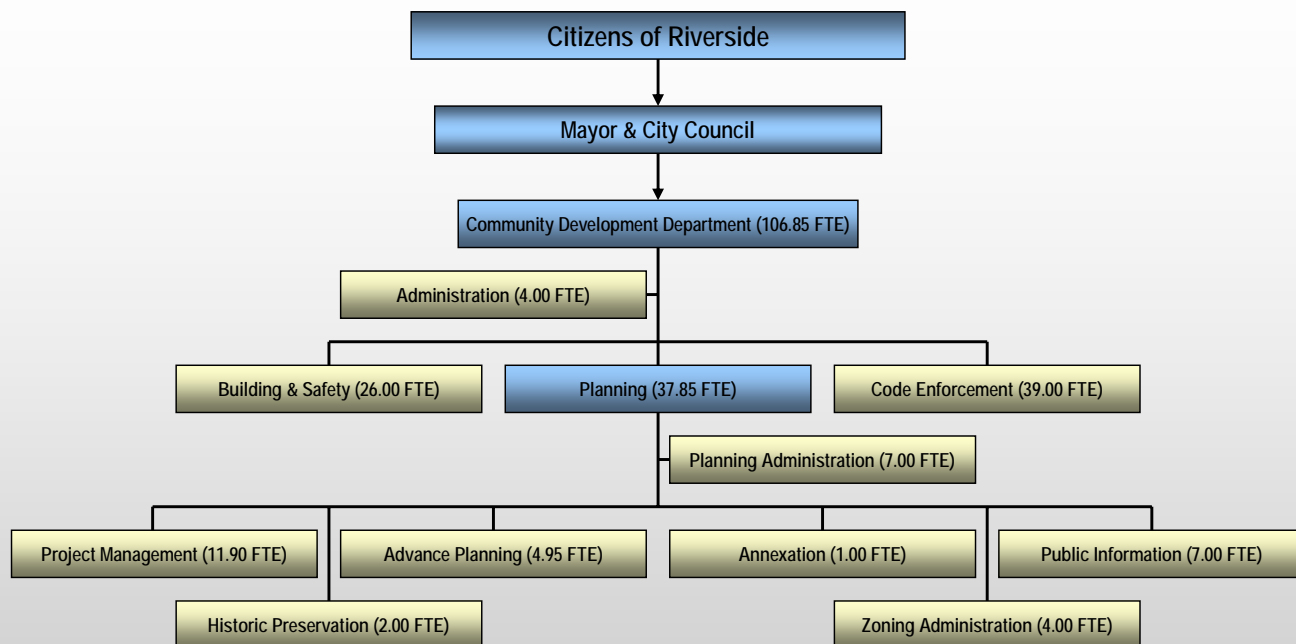 Citizens of Riverside
Mayor & City Council
Community Development Department (106.85 FTE)
Administration (4.00 FTE)
Building & Safety (26.00 FTE)
Planning (37.85 FTE)
Code Enforcement (39.00 FTE)
Planning Administration (7.00 FTE)
Project Management (11.90 FTE)
Advance Planning (4.95 FTE)
Annexation (1.00 FTE)
Public Information (7.00 FTE)
Historic Preservation (2.00 FTE)
Zoning Administration (4.00 FTE)